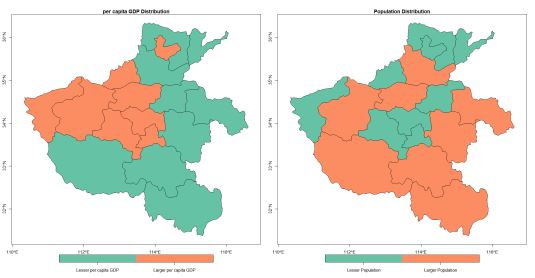 per capita GDP Distribution
36°N
35°N
34°N
33°N
32°N
110°E 112°E 114°E 116°E
Lesser per capita GDP Larger per capita GDP
Population Distribution
36°N
35°N
34°N
33°N
32°N
110°E 112°E 114°E 116°E
Lesser Population Larger Population